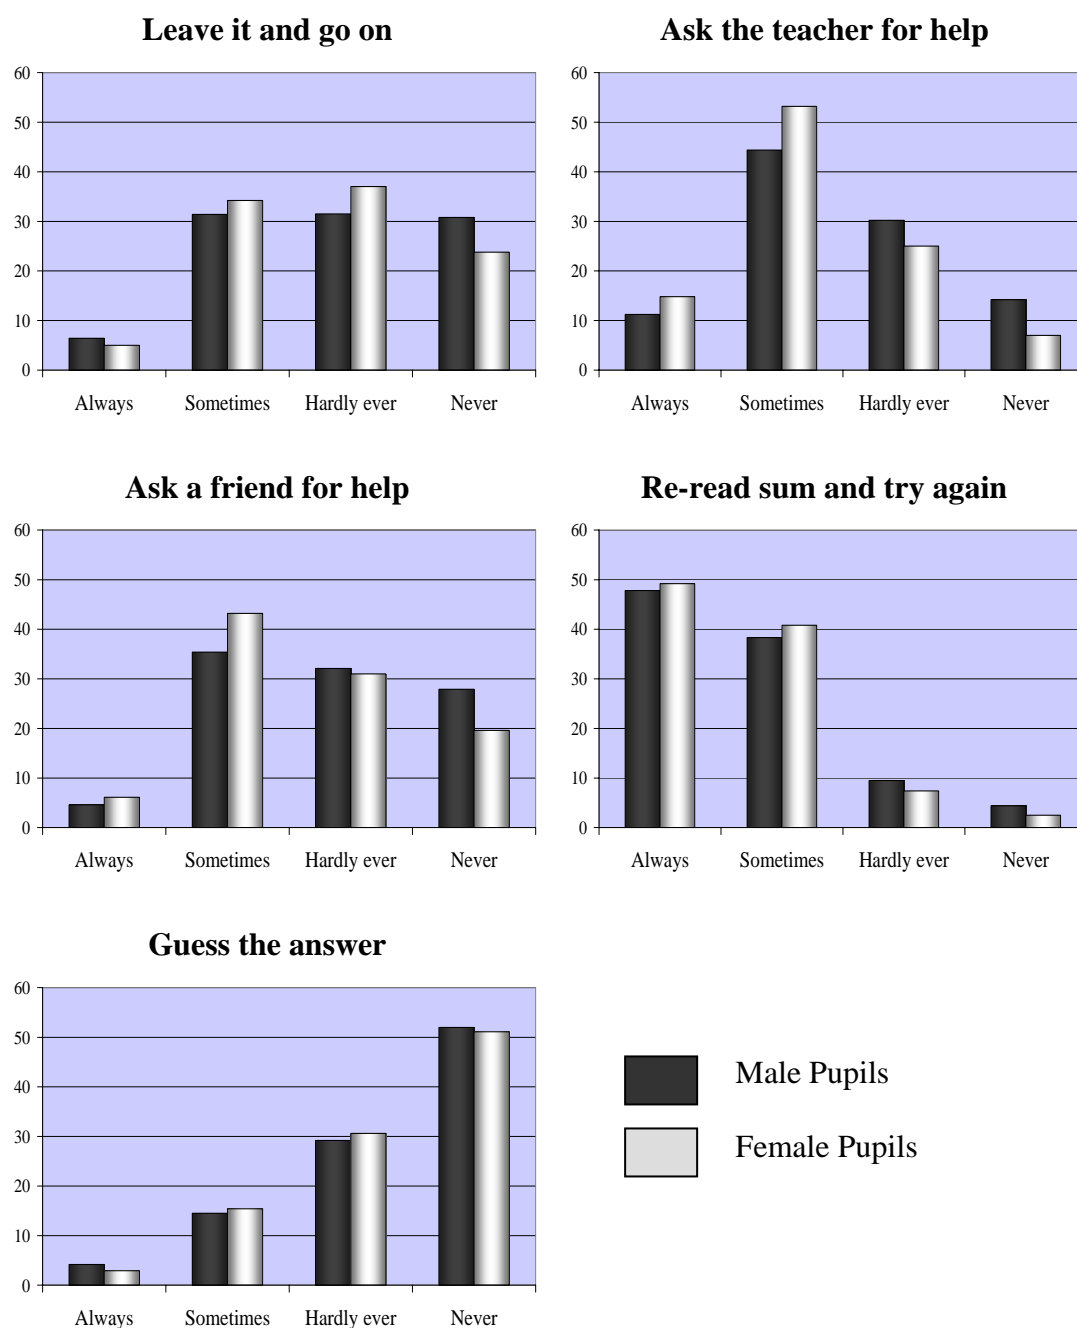 Leave it and go on
60
50
40
30
20
10
0
Always Sometimes Hardly ever Never
Ask the teacher for help
60
50
40
30
20
10
0
Always Sometimes Hardly ever Never
Ask a friend for help
60
50
40
30
20
10
0
Always Sometimes Hardly ever Never
Re-read sum and try again
60
50
40
30
20
10
0
Always Sometimes Hardly ever Never
Guess the answer
60
50
40
30
20
10
0
Always Sometimes Hardly ever Never
Male Pupils
Female Pupils